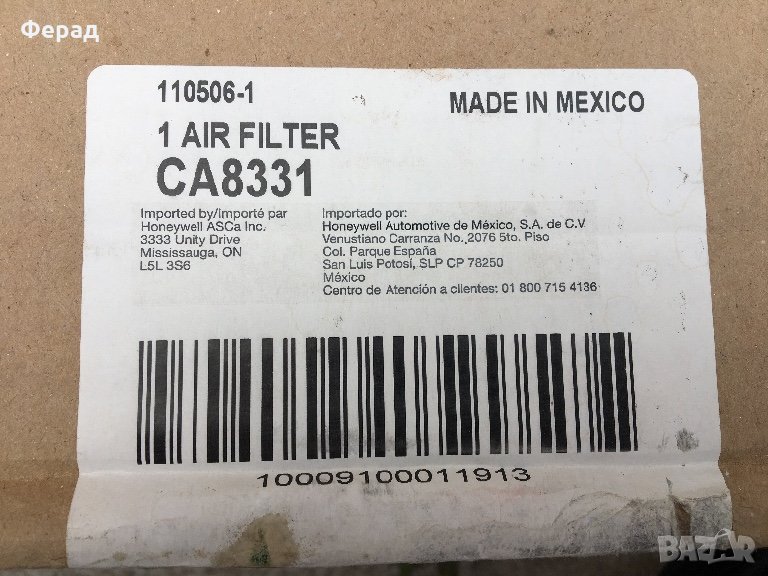 Ферад
110506-1
MADE IN MEXICO
1 AIR FILTER
CA8331
Imported by/importé par
Honeywell ASCa Inc.
3333 Unity Drive
Mississauga, ON
L5L 3S6
Importado por:
Honeywell Automotive de México, S.A. de C.V
Venustiano Carranza No. 2076 5to. Piso
Col. Parque España
San Luis Potosí, SLP CP 78250
México
Centro de Atención a clientes: 01 800 715 4136
10009100011913
BAZAR